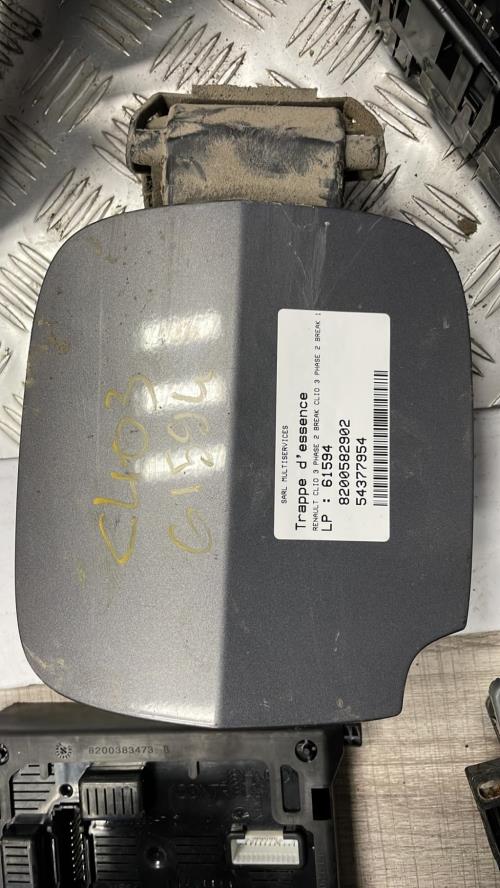 SARL MULTISERVICES
Trappe d'essence
RENAULT CLIO 3 PHASE 2 BREAK CLIO 3 PHASE 2 BREAK 1
LP : 61594
8200582902
54377954
CLIO3
61594
8200383473 B